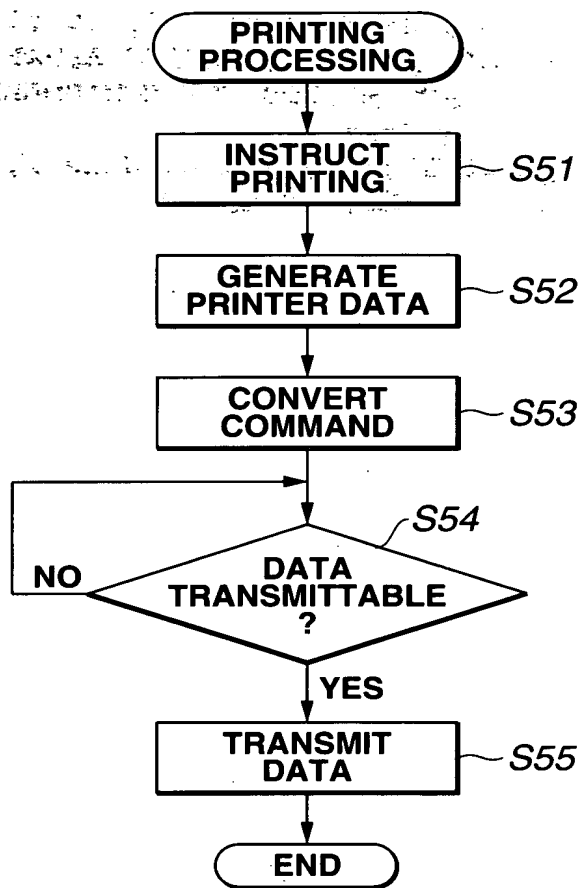 PRINTING
PROCESSING
INSTRUCT
PRINTING
S51
GENERATE
PRINTER DATA
S52
CONVERT
COMMAND
S53
S54
DATA
TRANSMITTABLE
?
NO
YES
TRANSMIT
DATA
S55
END